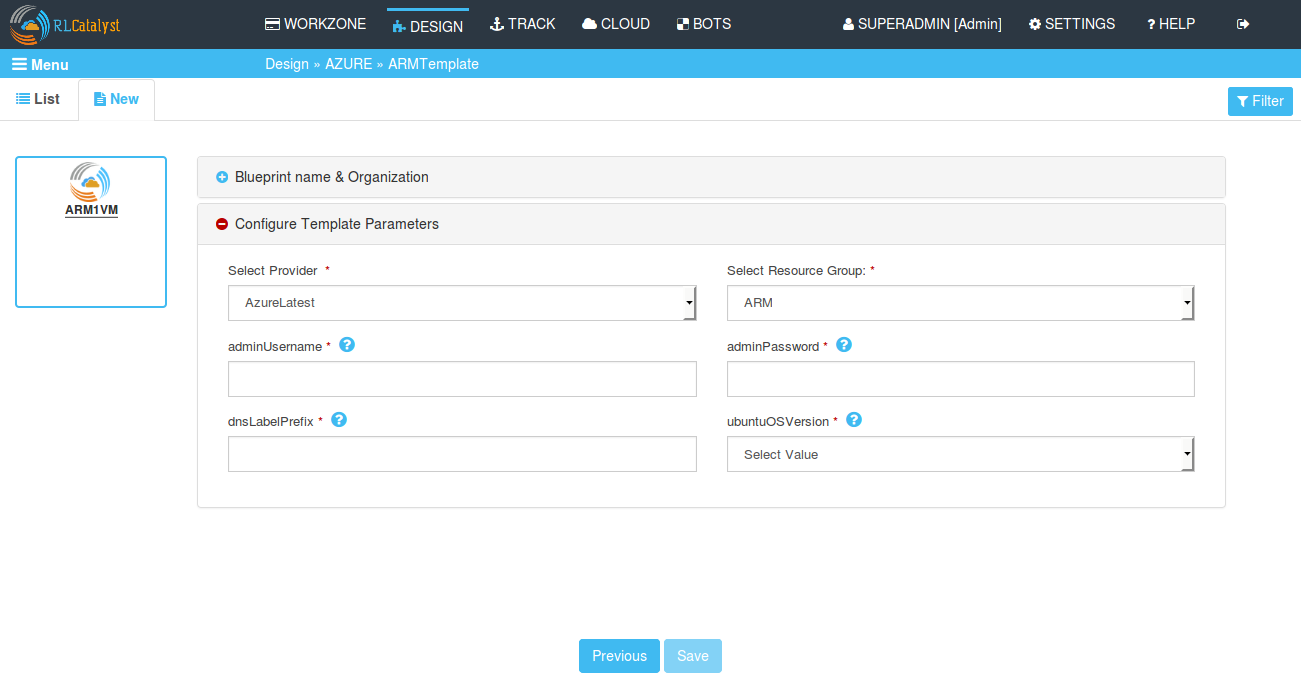 RLCatalyst WORKZONE DESIGN TRACK CLOUD BOTS SUPERADMIN [Admin] SETTINGS ? HELP
Menu Design » AZURE » ARMTemplate
List New Filter
ARM1VM
Blueprint name & Organization
Configure Template Parameters
Select Provider * Select Resource Group: *
AzureLatest ARM
adminUsername * ? adminPassword * ?
dnsLabelPrefix * ? ubuntuOSVersion * ?
Select Value
Previous Save